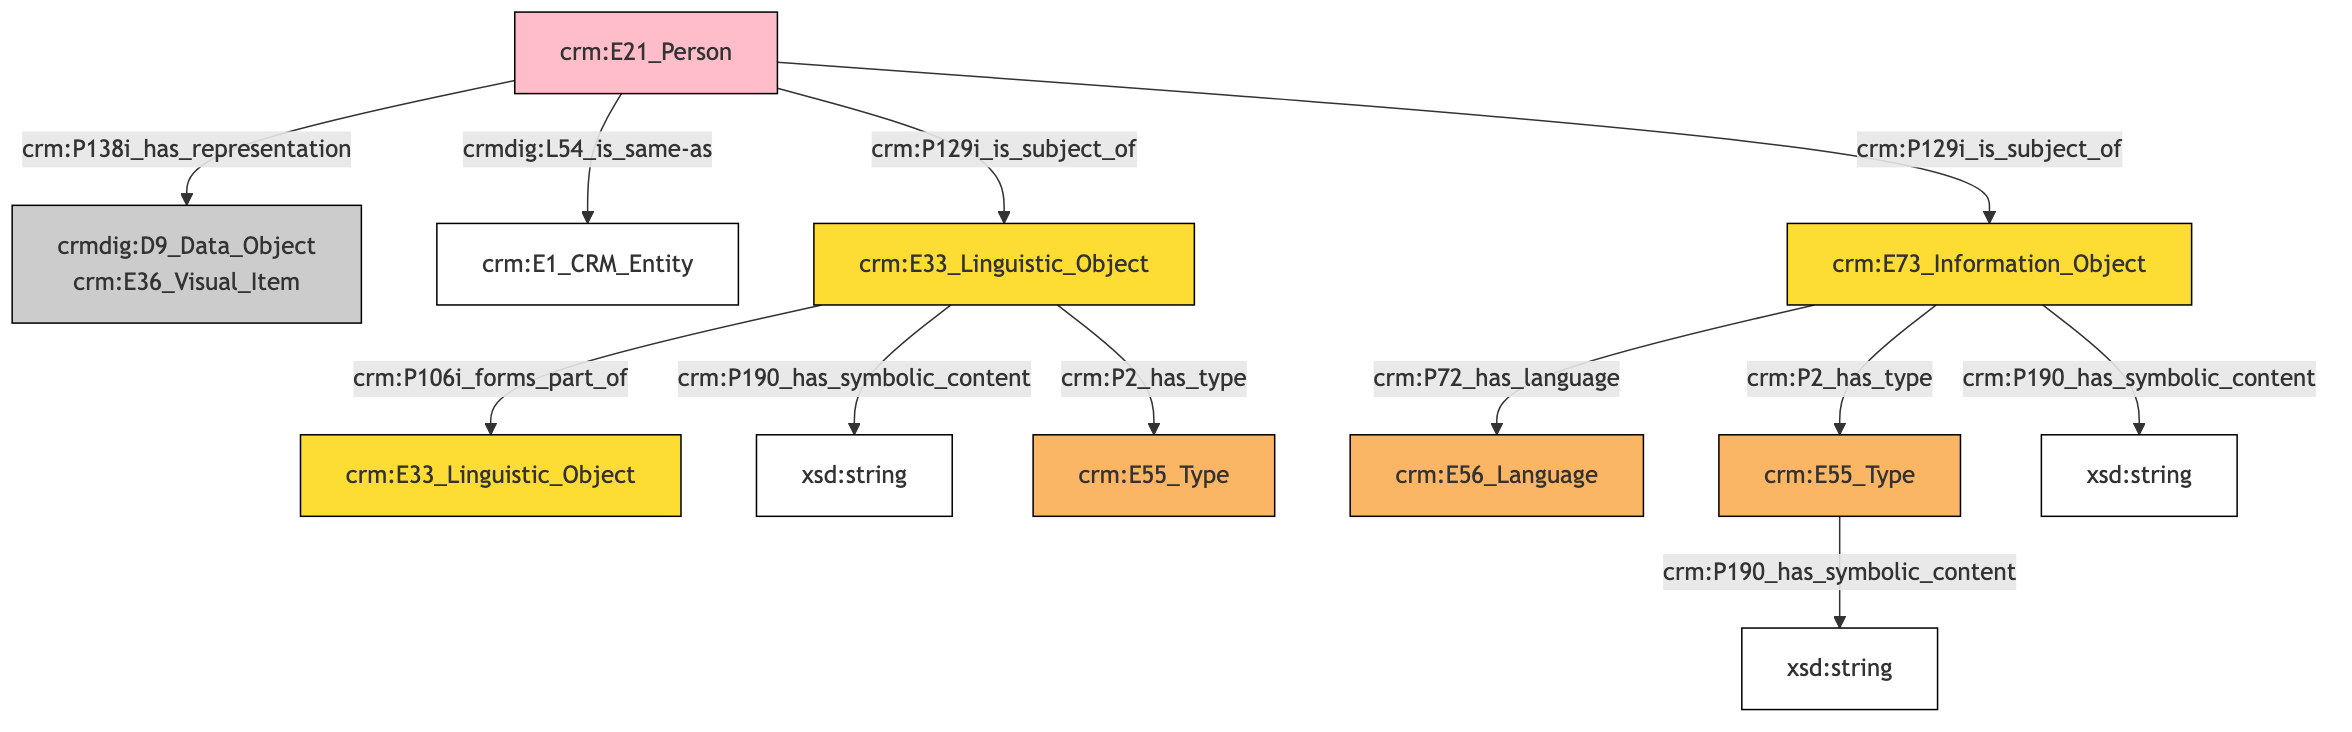 crm:E21_Person
crm:P138i_has_representation
crmdig:L54_is_same-as
crm:P129i_is_subject_of
crm:P129i_is_subject_of
crmdig:D9_Data_Object
crm:E36_Visual_Item
crm:E1_CRM_Entity
crm:E33_Linguistic_Object
crm:E73_Information_Object
crm:P106i_forms_part_of
crm:P190_has_symbolic_content
crm:P2_has_type
crm:P72_has_language
crm:P2_has_type
crm:P190_has_symbolic_content
crm:E33_Linguistic_Object
xsd:string
crm:E55_Type
crm:E56_Language
crm:E55_Type
xsd:string
crm:P190_has_symbolic_content
xsd:string